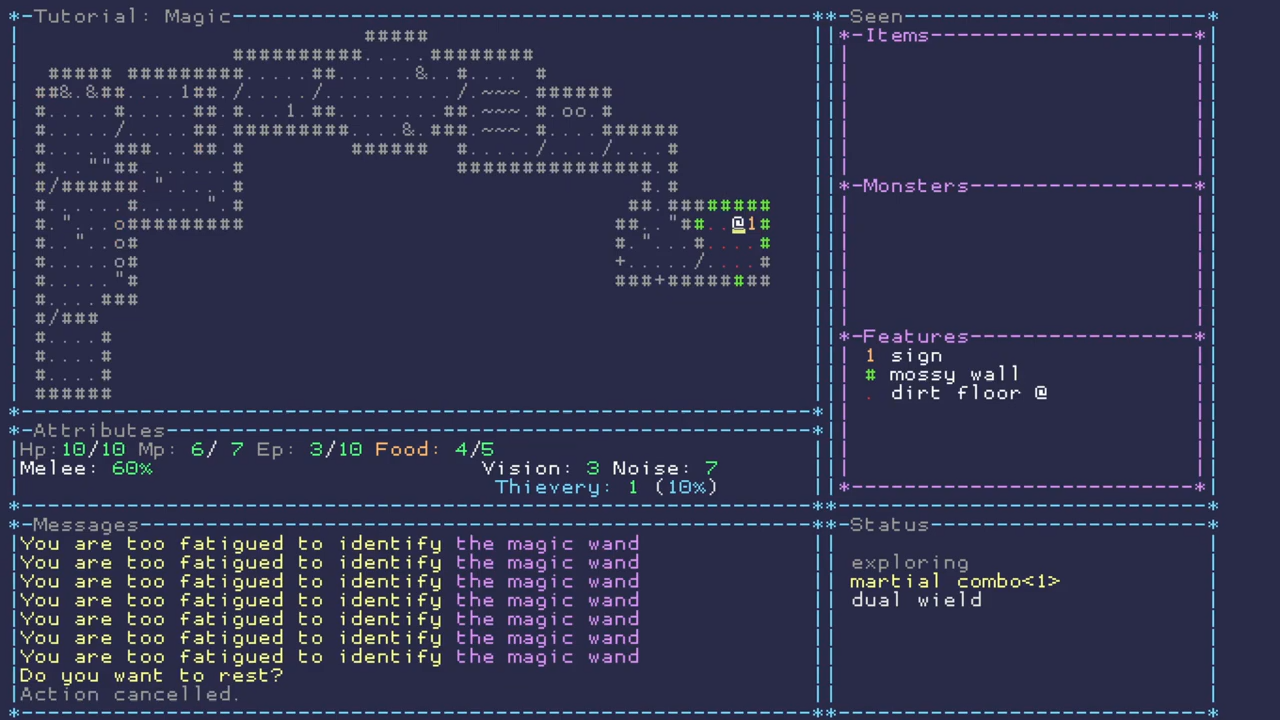 Tutorial: Magic
Seen
Items
Monsters
Features
1 sign
# mossy wall
. dirt floor @
Attributes
Hp:10/10 Mp: 6/ 7 Ep: 3/10 Food: 4/5
Melee: 60% Vision: 3 Noise: 7
Thievery: 1 (10%)
Messages
You are too fatigued to identify the magic wand
You are too fatigued to identify the magic wand
You are too fatigued to identify the magic wand
You are too fatigued to identify the magic wand
You are too fatigued to identify the magic wand
You are too fatigued to identify the magic wand
You are too fatigued to identify the magic wand
Do you want to rest?
Action cancelled.
Status
exploring
martial combo<1>
dual wield